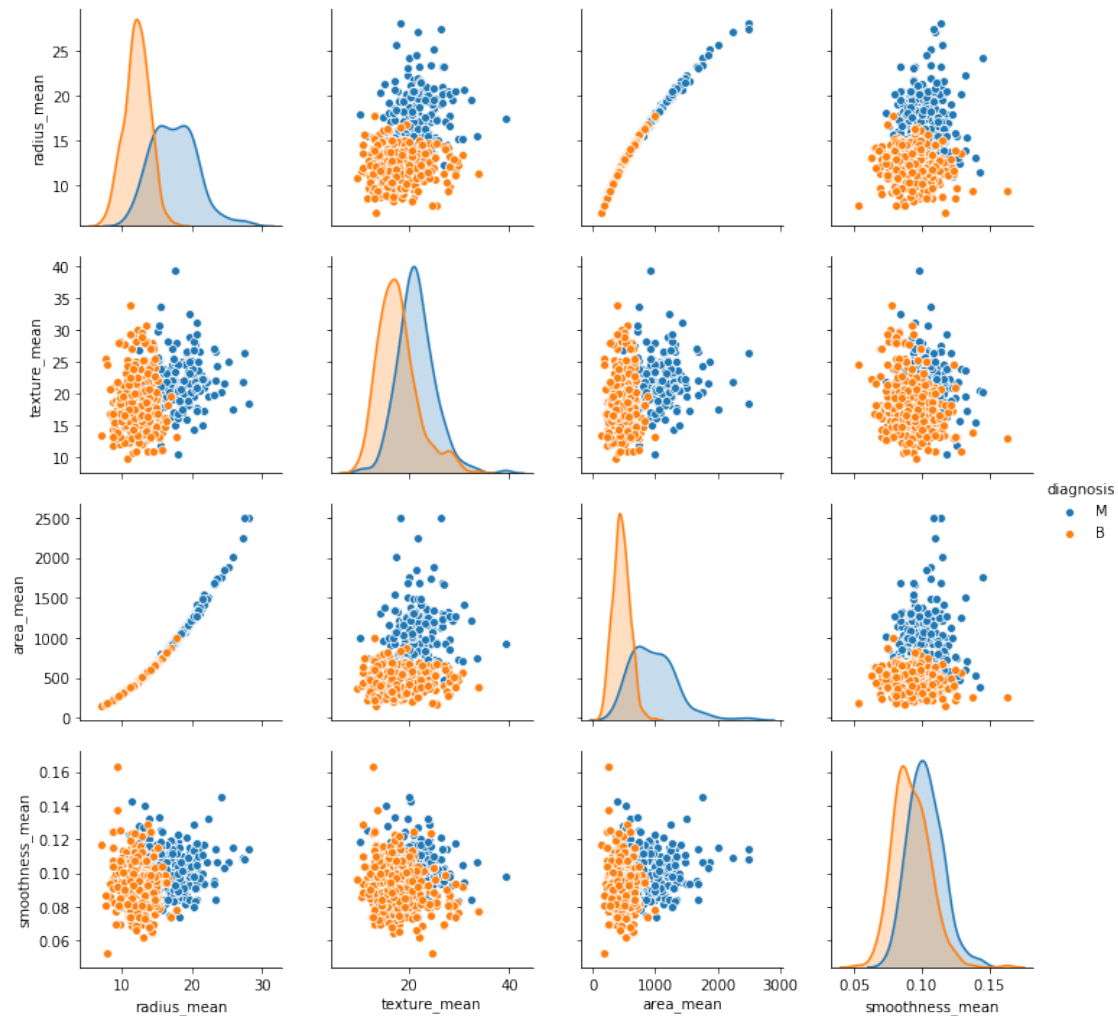 radius_mean
25
20
15
10
texture_mean
40
35
30
25
20
15
10
area_mean
2500
2000
1500
1000
500
0
diagnosis
M
B
smoothness_mean
0.16
0.14
0.12
0.10
0.08
0.06
10 20 30
20 40
0 1000 2000 3000
0.05 0.10 0.15
radius_mean
texture_mean
area_mean
smoothness_mean